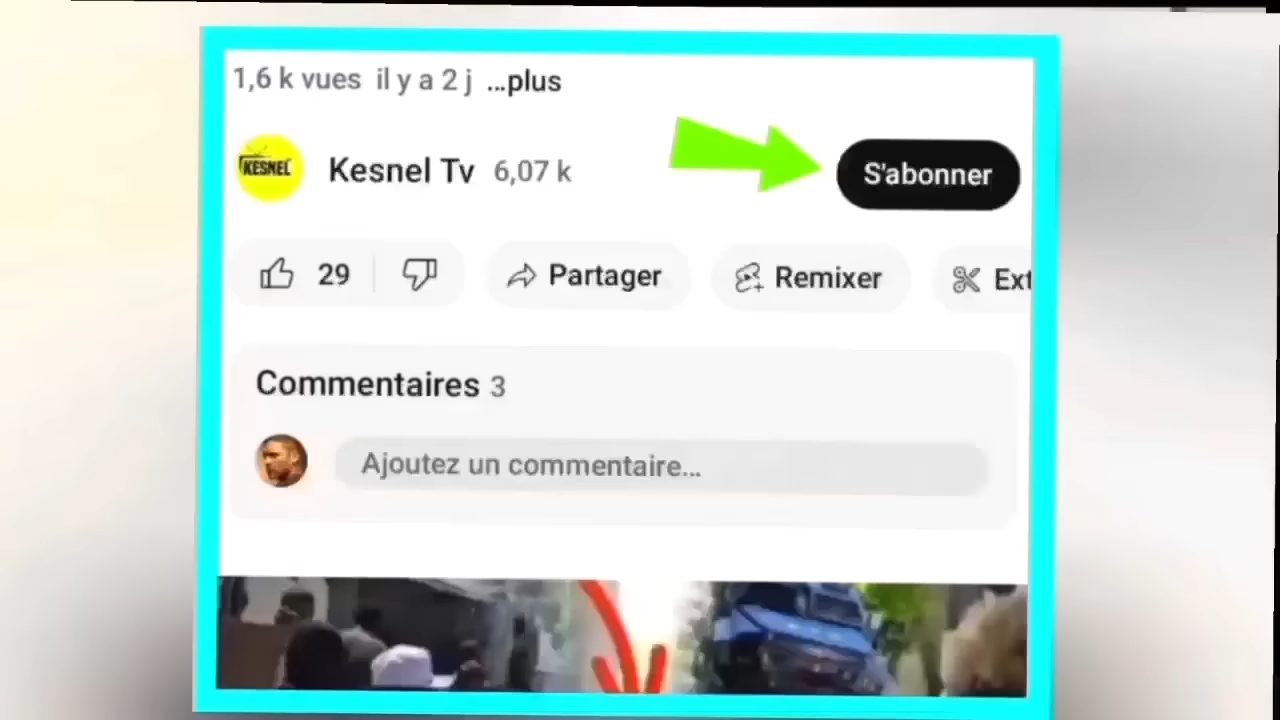 1,6 k vues il y a 2 j ...plus
KESNEL
Kesnel Tv 6,07 k
S'abonner
29
Partager
Remixer
Ext
Commentaires 3
Ajoutez un commentaire...